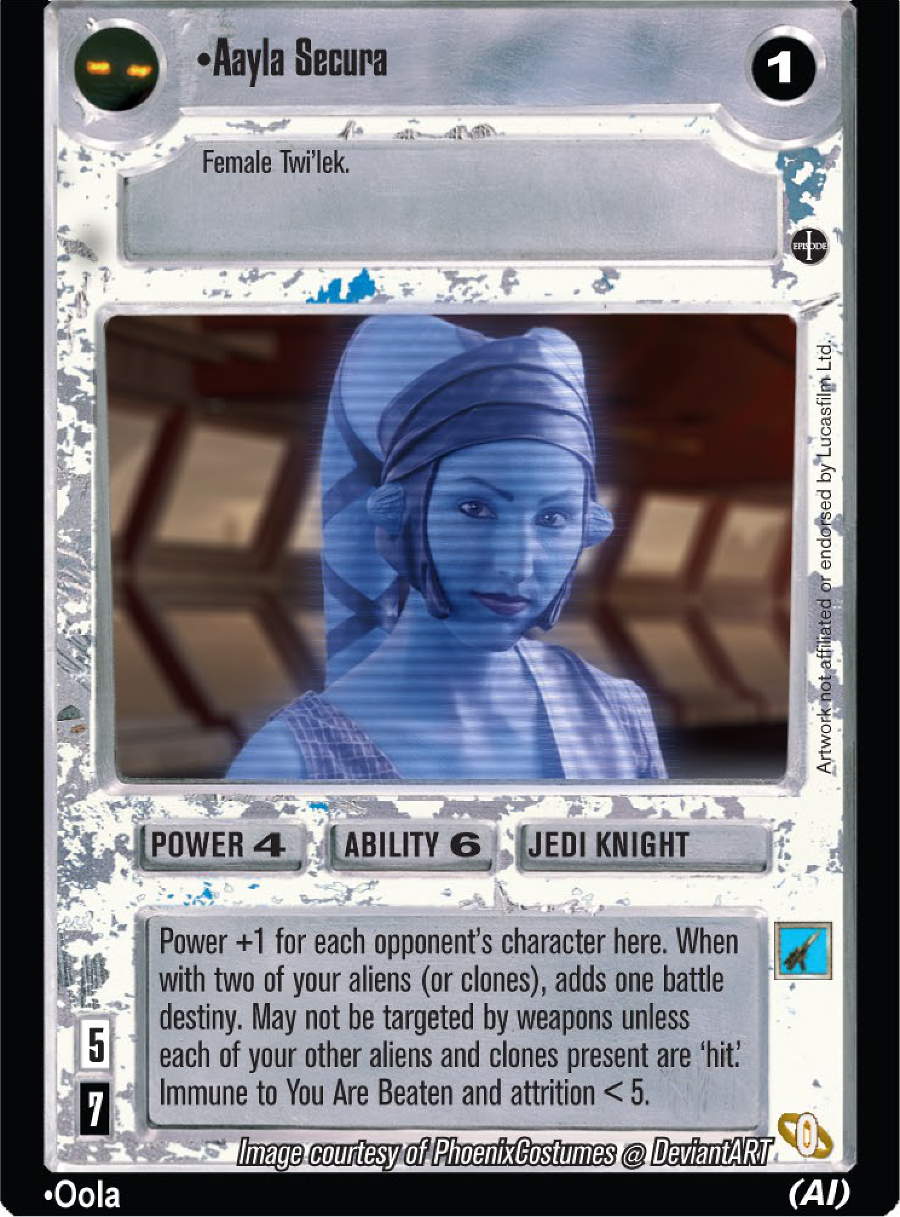 •Aayla Secura
1
Female Twi'lek.
EPISODE
I
Artwork not affiliated or endorsed by Lucasfilm Ltd.
POWER 4 ABILITY 6 JEDI KNIGHT
Power +1 for each opponent's character here. When
with two of your aliens (or clones), adds one battle
destiny. May not be targeted by weapons unless
each of your other aliens and clones present are 'hit.'
Immune to You Are Beaten and attrition < 5.
5
7
0
Image courtesy of PhoenixCostumes @ DeviantART
•Oola (AI)